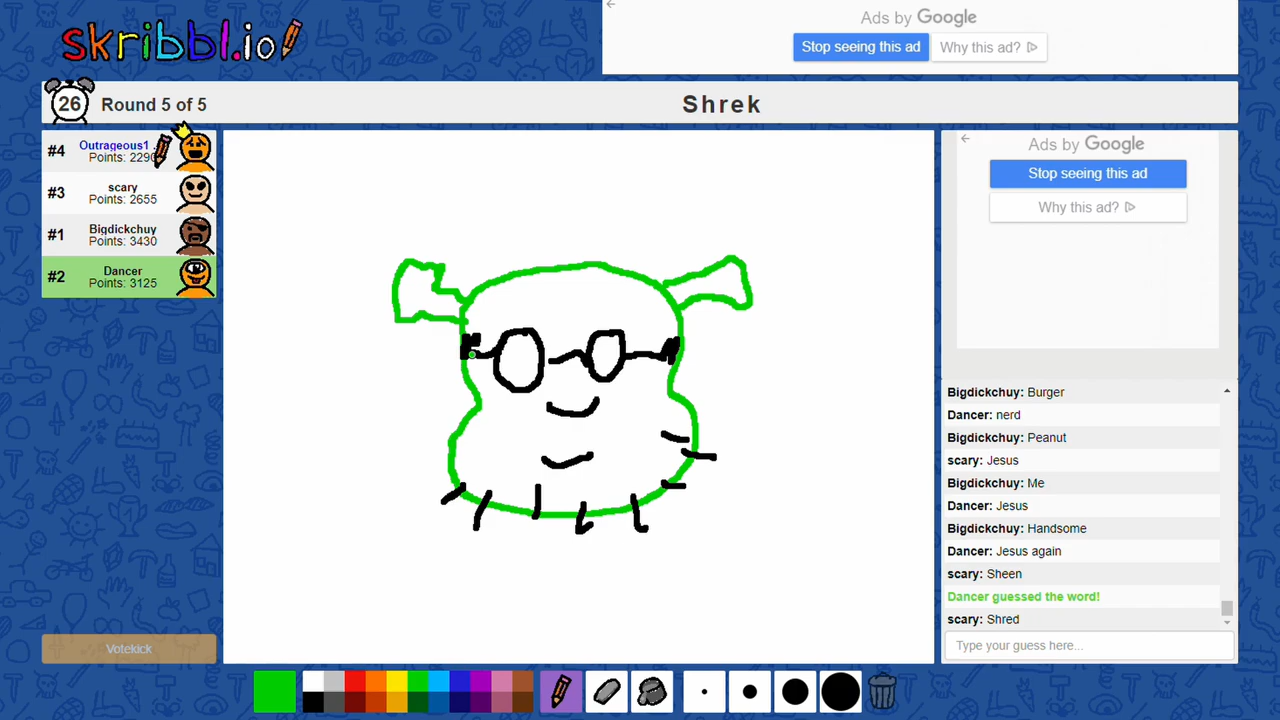 skribbl.io
Ads by Google
Stop seeing this ad
Why this ad?
26
Round 5 of 5
Shrek
#4
Outrageous1
Points: 2290
#3
scary
Points: 2655
#1
Bigdickchuy
Points: 3430
#2
Dancer
Points: 3125
Ads by Google
Stop seeing this ad
Why this ad?
Bigdickchuy: Burger
Dancer: nerd
Bigdickchuy: Peanut
scary: Jesus
Bigdickchuy: Me
Dancer: Jesus
Bigdickchuy: Handsome
Dancer: Jesus again
scary: Sheen
Dancer guessed the word!
scary: Shred
Type your guess here...
Votekick